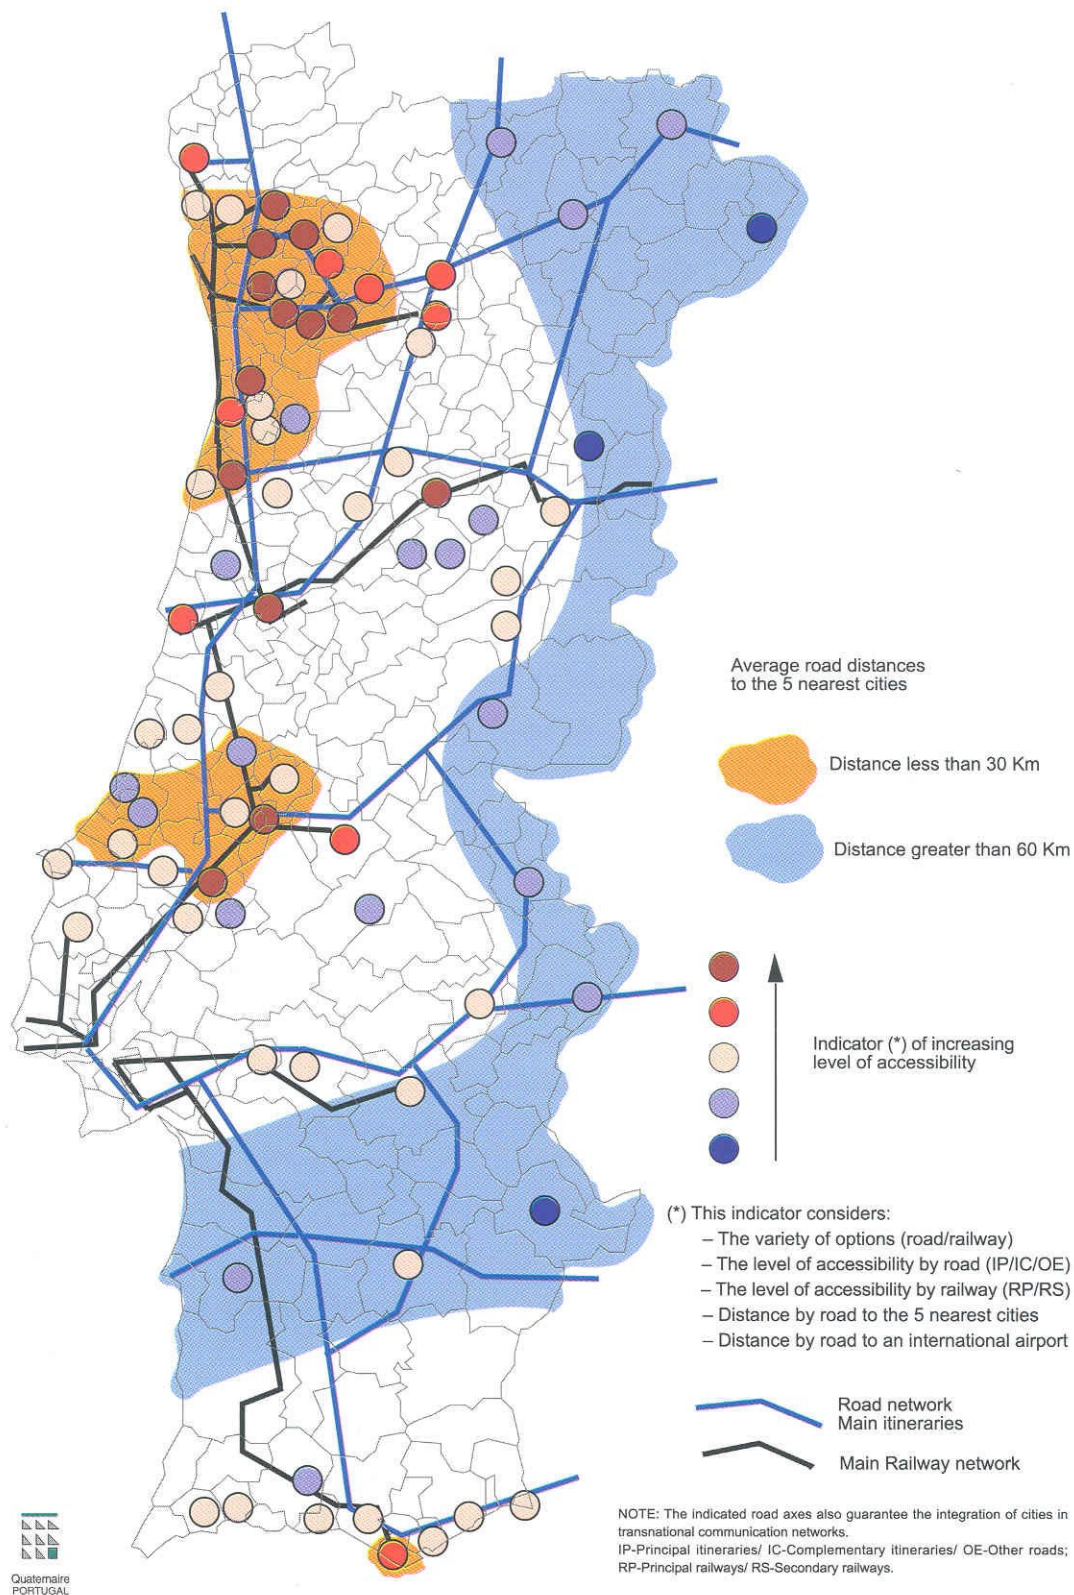 Average road distances
to the 5 nearest cities
Distance less than 30 Km
Distance greater than 60 Km
Indicator (*) of increasing
level of accessibility
(*) This indicator considers:
– The variety of options (road/railway)
– The level of accessibility by road (IP/IC/OE)
– The level of accessibility by railway (RP/RS)
– Distance by road to the 5 nearest cities
– Distance by road to an international airport
Road network
Main itineraries
Main Railway network
NOTE: The indicated road axes also guarantee the integration of cities in
transnational communication networks.
IP-Principal itineraries/ IC-Complementary itineraries/ OE-Other roads;
RP-Principal railways/ RS-Secondary railways.
Quaternaire
PORTUGAL